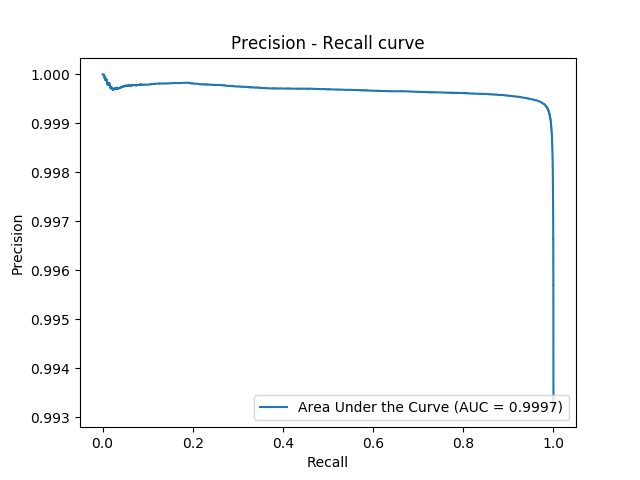 Precision - Recall curve
1.000
0.999
0.998
0.997
0.996
0.995
0.994
0.993
Precision
Area Under the Curve (AUC = 0.9997)
0.0 0.2 0.4 0.6 0.8 1.0
Recall